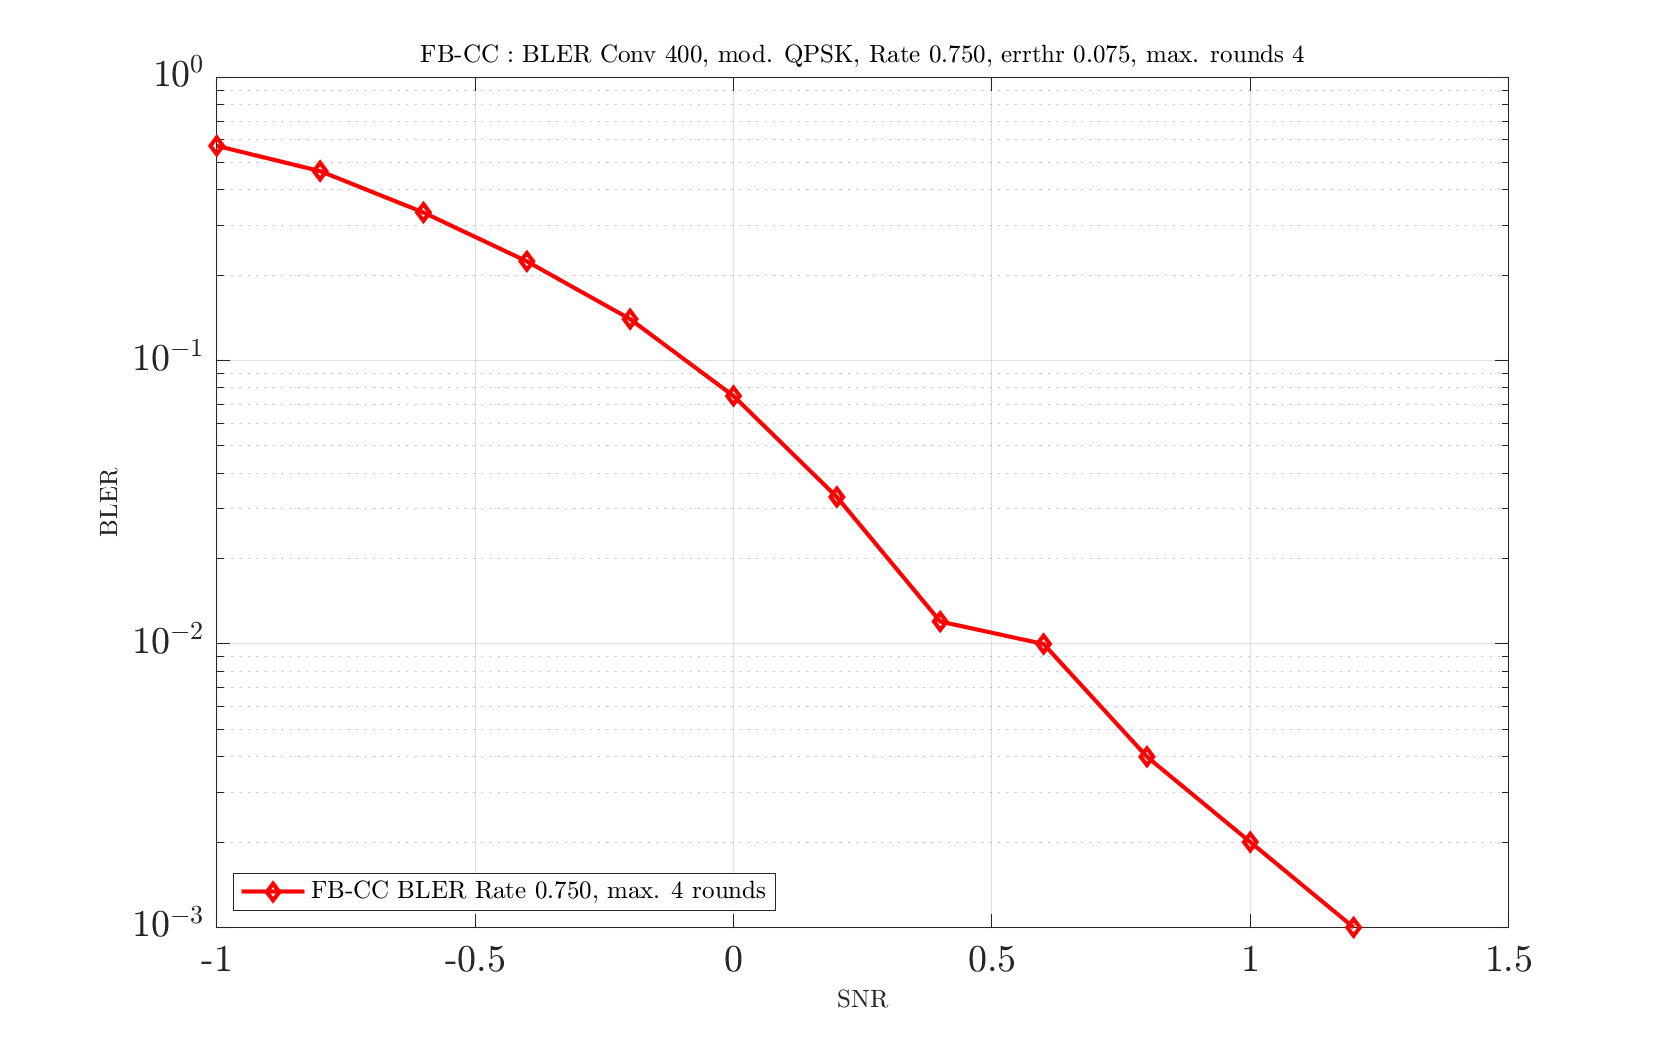 FB-CC : BLER Conv 400, mod. QPSK, Rate 0.750, errthr 0.075, max. rounds 4
10^0
10^-1
10^-2
10^-3
BLER
FB-CC BLER Rate 0.750, max. 4 rounds
-1 -0.5 0 0.5 1 1.5
SNR